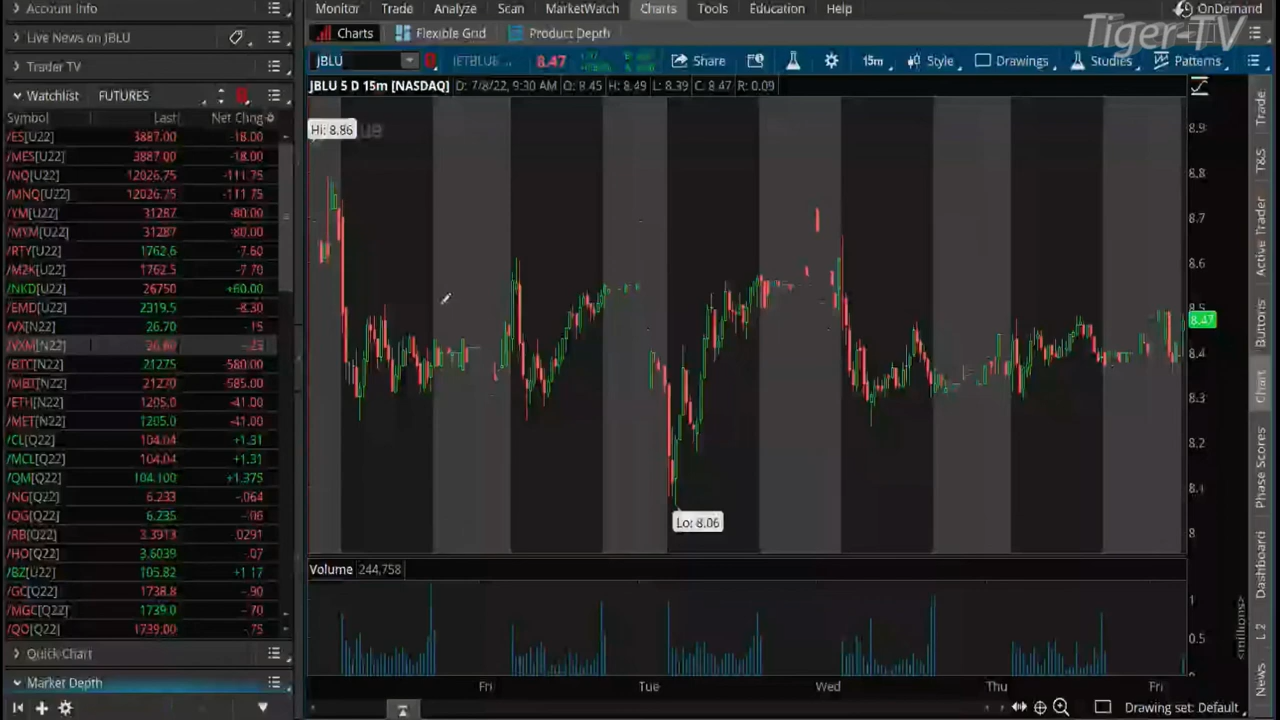 Account Info
Monitor Trade Analyze Scan MarketWatch Charts Tools Education Help OnDemand
Tiger-TV
Live News on JBLU
Charts Flexible Grid Product Depth
Trader TV
JBLU JETBLUE ... 8.47 Share 15m Style Drawings Studies Patterns
Watchlist FUTURES
JBLU 5 D 15m [NASDAQ] D: 7/8/22, 9:30 AM O: 8.45 H: 8.49 L: 8.39 C: 8.47 R: 0.09
Symbol Last Net Chng
/ES[U22] 3887.00 -18.00
/MES[U22] 3887.00 -18.00
/NQ[U22] 12026.75 -111.75
/MNQ[U22] 12026.75 -111.75
/YM[U22] 31287 -80.00
/MYM[U22] 31287 -80.00
/RTY[U22] 1762.6 -7.60
/M2K[U22] 1762.5 -7.70
/NKD[U22] 26750 +60.00
/EMD[U22] 2319.5 -8.30
/VX[N22] 26.70 -.15
/VXM[N22] -.25
/BTC[N22] 21275 -580.00
/MBT[N22] 21270 -585.00
/ETH[N22] 1205.0 -41.00
/MET[N22] 1205.0 -41.00
/CL[Q22] 104.04 +1.31
/MCL[Q22] 104.04 +1.31
/QM[Q22] 104.100 +1.375
/NG[Q22] 6.233 -.064
/QG[Q22] 6.235 -.06
/RB[Q22] 3.3913 .0291
/HO[Q22] 3.6039 -.07
/BZ[U22] 105.82 +1.17
/GC[Q22] 1738.8 -.90
/MGC[Q22] 1739.0 -.70
/QO[Q22] 1739.00 -.75
Quick Chart
Market Depth
Hi: 8.86
Lo: 8.06
8.9
8.8
8.7
8.6
8.5
8.47
8.4
8.3
8.2
8.1
8
Volume 244,758
1
0.5
0
<millions>
Fri Tue Wed Thu Fri
Drawing set: Default
Trade
T&S
Active Trader
Buttons
Chart
Phase Scores
Dashboard
L 2
News